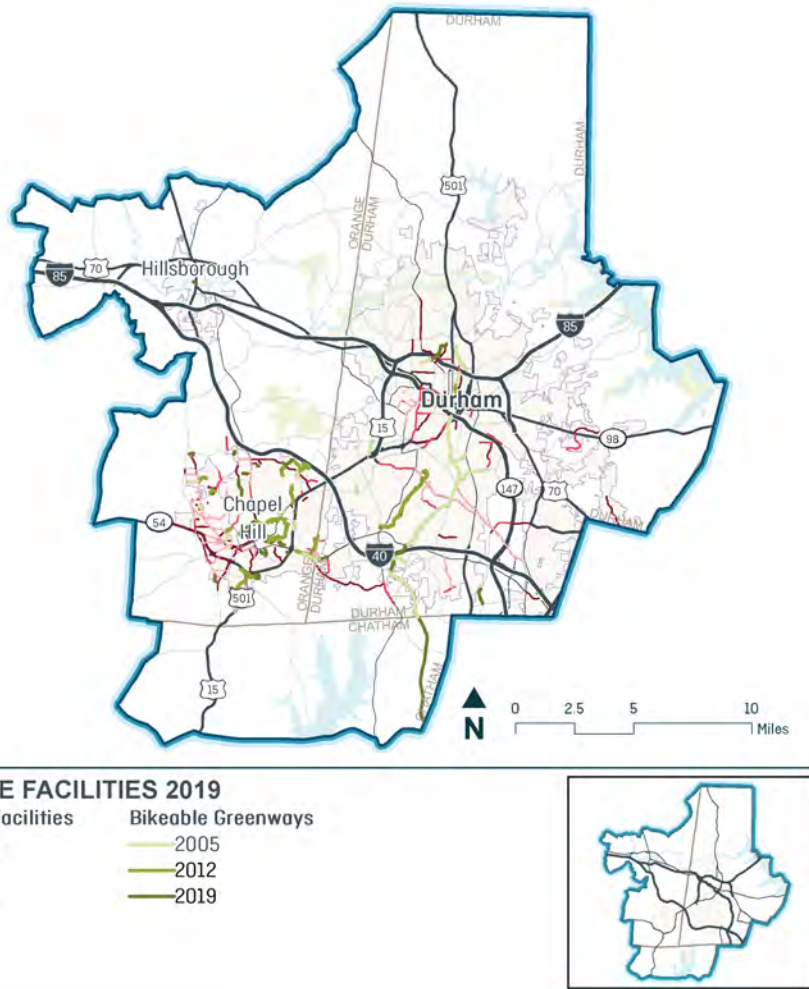 DURHAM
DURHAM
501
ORANGE
DURHAM
70
Hillsborough
85
85
Durham
15
98
Chapel
Hill
147
70
54
DURHAM
40
501
ORANGE
DURHAM
DURHAM
CHATHAM
15
CHATHAM
N
0 2.5 5 10
Miles
E FACILITIES 2019
acilities Bikeable Greenways
2005
2012
2019